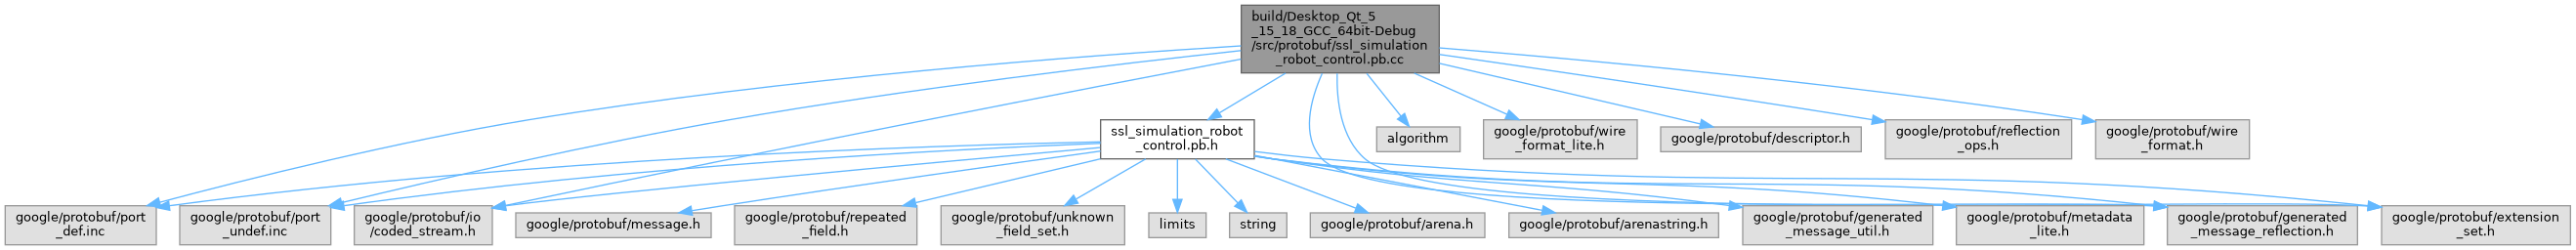 build/Desktop_Qt_5
_15_18_GCC_64bit-Debug
/src/protobuf/ssl_simulation
_robot_control.pb.cc
ssl_simulation_robot
_control.pb.h
algorithm
google/protobuf/wire
_format_lite.h
google/protobuf/descriptor.h
google/protobuf/reflection
_ops.h
google/protobuf/wire
_format.h
google/protobuf/port
_def.inc
google/protobuf/port
_undef.inc
google/protobuf/io
/coded_stream.h
google/protobuf/message.h
google/protobuf/repeated
_field.h
google/protobuf/unknown
_field_set.h
limits
string
google/protobuf/arena.h
google/protobuf/arenastring.h
google/protobuf/generated
_message_util.h
google/protobuf/metadata
_lite.h
google/protobuf/generated
_message_reflection.h
google/protobuf/extension
_set.h